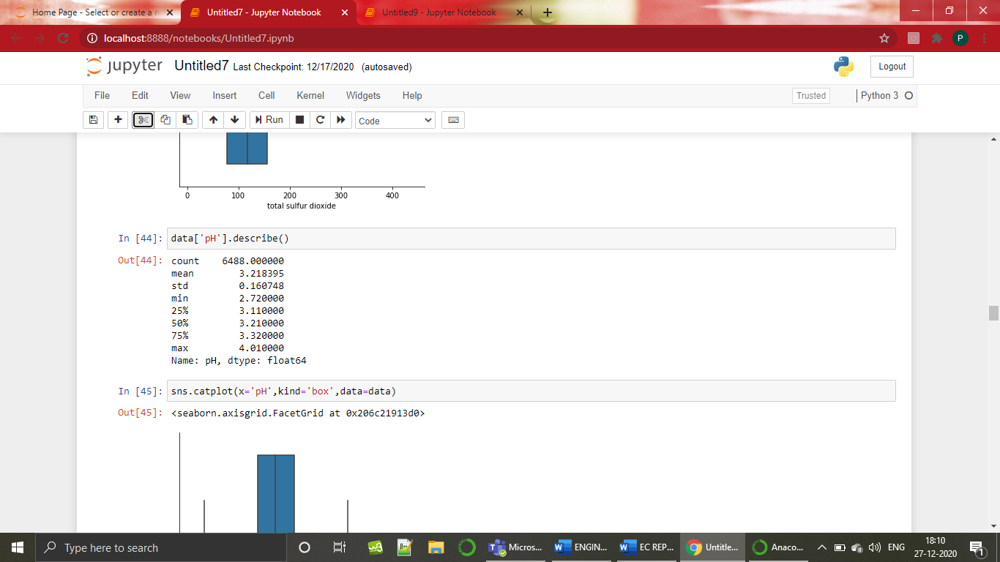 Home Page - Select or create a n
Untitled7 - Jupyter Notebook
Untitled9 - Jupyter Notebook
localhost:8888/notebooks/Untitled7.ipynb
P
jupyter Untitled7 Last Checkpoint: 12/17/2020 (autosaved)
Logout
File Edit View Insert Cell Kernel Widgets Help
Trusted
Python 3
Run
Code
0 100 200 300 400
total sulfur dioxide
In [44]: data['pH'].describe()
Out[44]: count 6488.000000
mean 3.218395
std 0.160748
min 2.720000
25% 3.110000
50% 3.210000
75% 3.320000
max 4.010000
Name: pH, dtype: float64
In [45]: sns.catplot(x='pH',kind='box',data=data)
Out[45]: <seaborn.axisgrid.FacetGrid at 0x206c21913d0>
Type here to search
Micros...
ENGIN...
EC REP...
Untitle...
Anaco...
ENG
18:10
27-12-2020
1